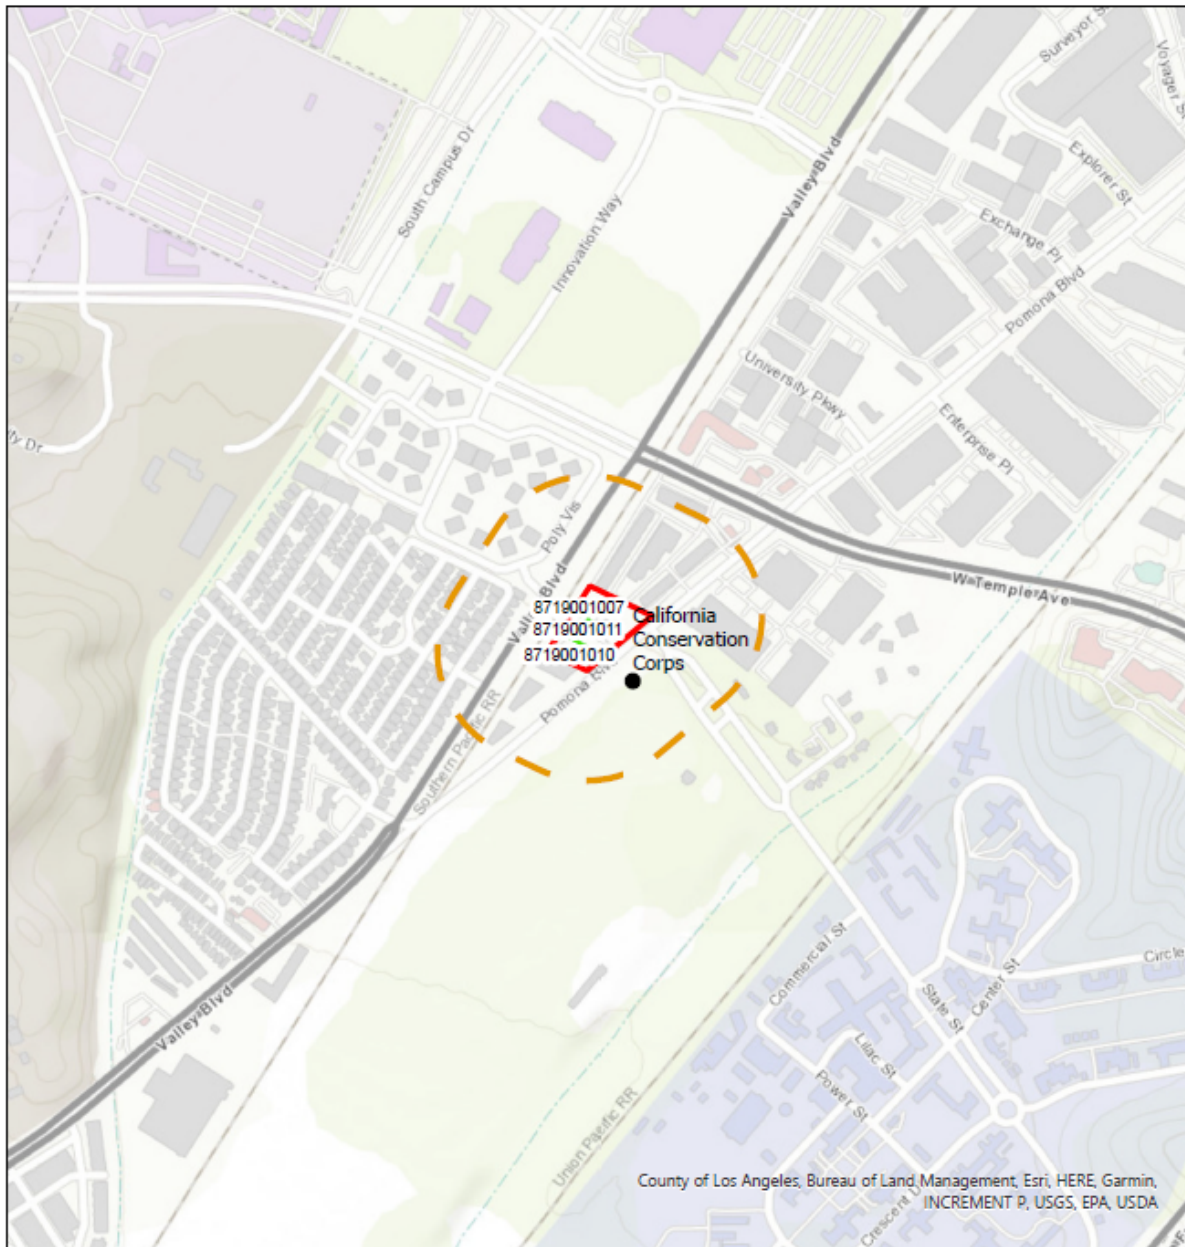 Surveyor St
Voyager St
South Campus Dr
Valley Blvd
Explorer St
Innovation Way
Exchange Pl
Pomona Blvd
University Pkwy
Enterprise Pl
ity Dr
Poly Vis
W Temple Ave
8719001007
8719001011
8719001010
California
Conservation
Corps
Pomona
Southern Pacific RR
Commercial St
State St
Center St
Circle
Valley Blvd
Lilac St
Power St
Union Pacific RR
County of Los Angeles, Bureau of Land Management, Esri, HERE, Garmin,
INCREMENT P, USGS, EPA, USDA
Crescent